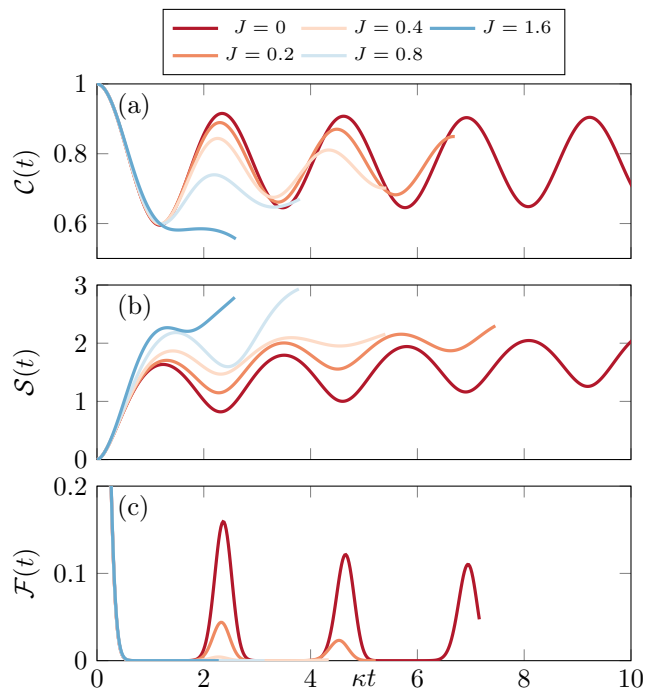 J = 0 J = 0.4 J = 1.6
J = 0.2 J = 0.8
1
0.8
0.6
C(t)
(a)
3
2
1
0
S(t)
(b)
0.2
0.1
0
F(t)
(c)
0 2 4 6 8 10
κt